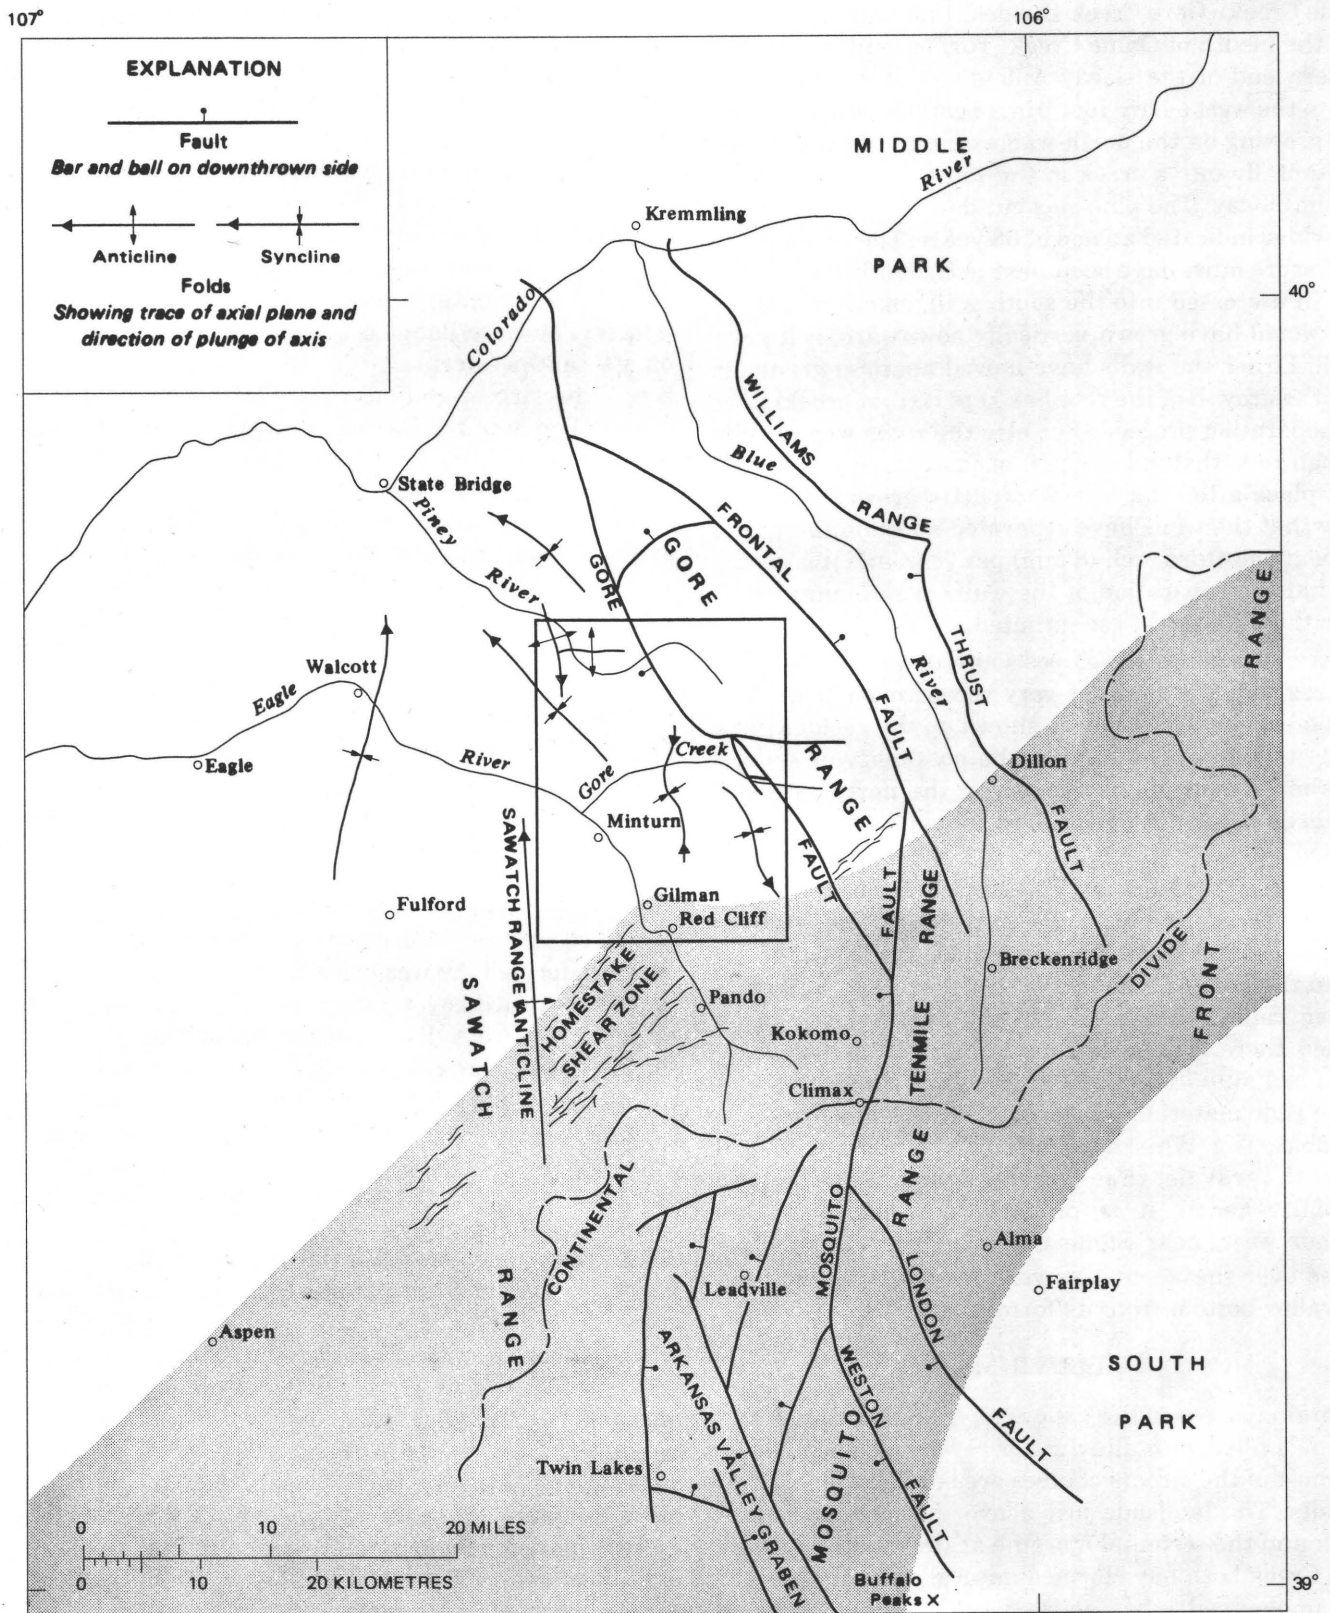 107°
106°
EXPLANATION
Fault
Bar and ball on downthrown side
Anticline
Syncline
Folds
Showing trace of axial plane and
direction of plunge of axis
MIDDLE
PARK
River
Kremmling
40°
Colorado
WILLIAMS
RANGE
THRUST
FAULT
Blue
River
State Bridge
Piney
River
GORE
FAULT
FRONTAL
FAULT
GORE
RANGE
RANGE
FRONT
Walcott
Eagle
River
Eagle
Gore
Creek
Dillon
Minturn
Fulford
Gilman
Red Cliff
SAWATCH RANGE ANTICLINE
HOMESTAKE
SHEAR ZONE
SAWATCH
RANGE
Pando
FAULT
TENMILE
RANGE
Breckenridge
DIVIDE
Kokomo
Climax
CONTINENTAL
MOSQUITO
RANGE
LONDON
FAULT
Alma
Fairplay
Leadville
Aspen
ARKANSAS VALLEY GRABEN
WESTON
FAULT
MOSQUITO
SOUTH
PARK
Twin Lakes
0 10 20 MILES
0 10 20 KILOMETRES
Buffalo
Peaks X
39°